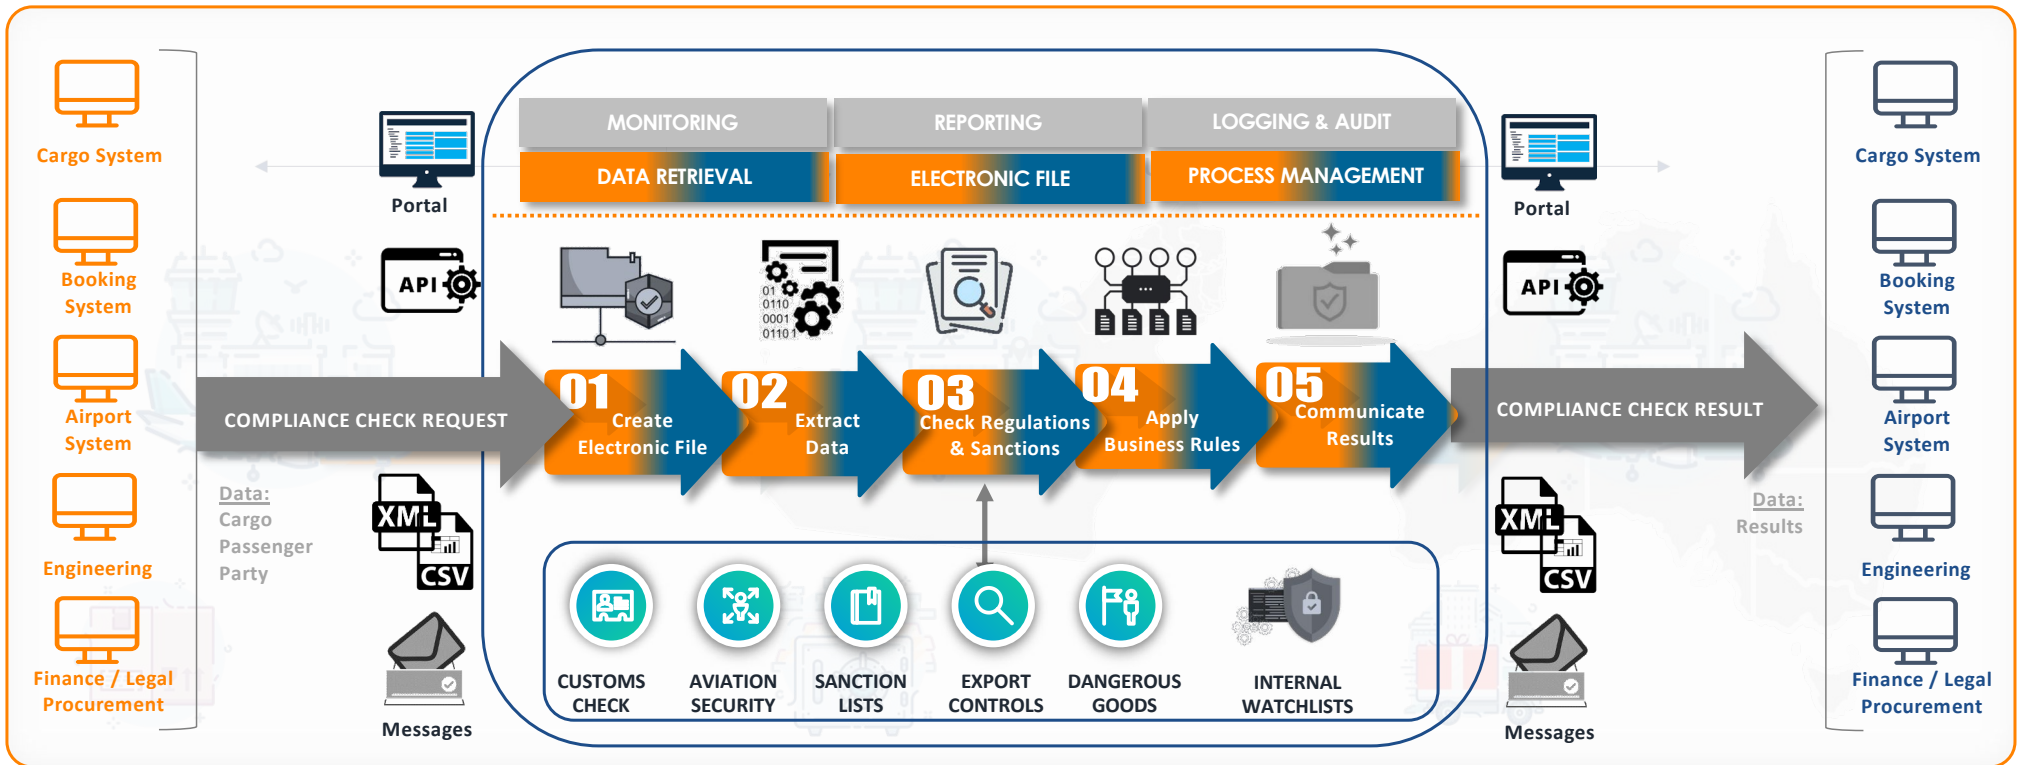 Cargo System
Booking
System
Airport
System
Engineering
Finance / Legal
Procurement
COMPLIANCE CHECK REQUEST
Data:
Cargo
Passenger
Party
Portal
API
XML
CSV
Messages
MONITORING
REPORTING
LOGGING & AUDIT
DATA RETRIEVAL
ELECTRONIC FILE
PROCESS MANAGEMENT
01
0110
0001
01101
01
Create
Electronic File
02
Extract
Data
03
Check Regulations
& Sanctions
04
Apply
Business Rules
05
Communicate
Results
CUSTOMS
CHECK
AVIATION
SECURITY
SANCTION
LISTS
EXPORT
CONTROLS
DANGEROUS
GOODS
INTERNAL
WATCHLISTS
Portal
API
COMPLIANCE CHECK RESULT
Data:
Results
XML
CSV
Messages
Cargo System
Booking
System
Airport
System
Engineering
Finance / Legal
Procurement